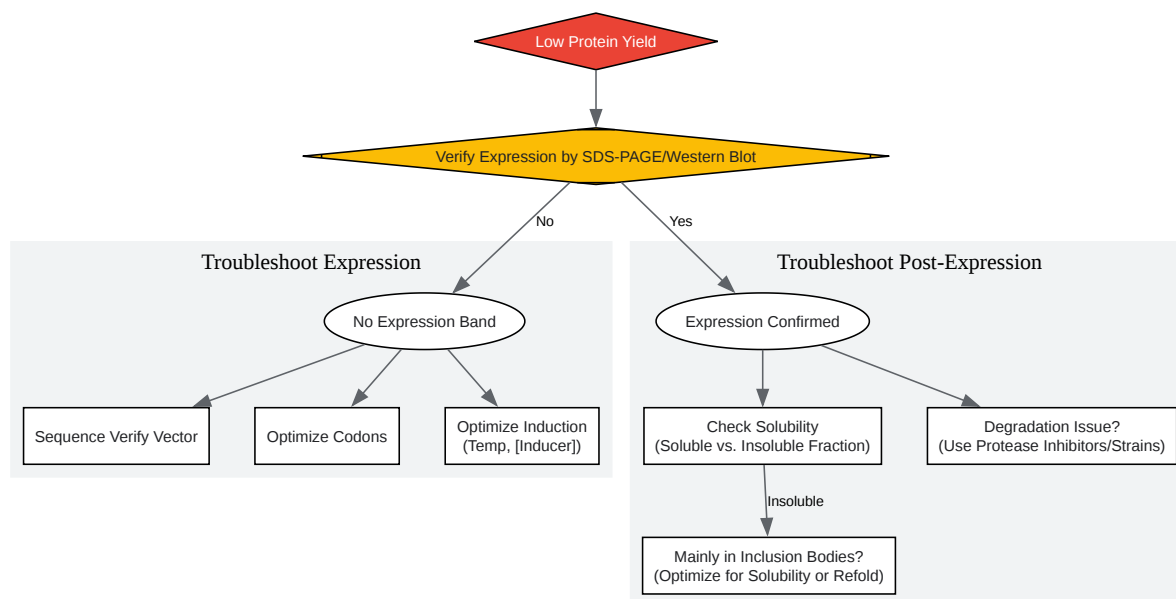 Low Protein Yield
Verify Expression by SDS-PAGE/Western Blot
No
Yes
Troubleshoot Expression
Troubleshoot Post-Expression
No Expression Band
Expression Confirmed
Sequence Verify Vector
Optimize Codons
Optimize Induction
(Temp, [Inducer])
Check Solubility
(Soluble vs. Insoluble Fraction)
Degradation Issue?
(Use Protease Inhibitors/Strains)
Insoluble
Mainly in Inclusion Bodies?
(Optimize for Solubility or Refold)